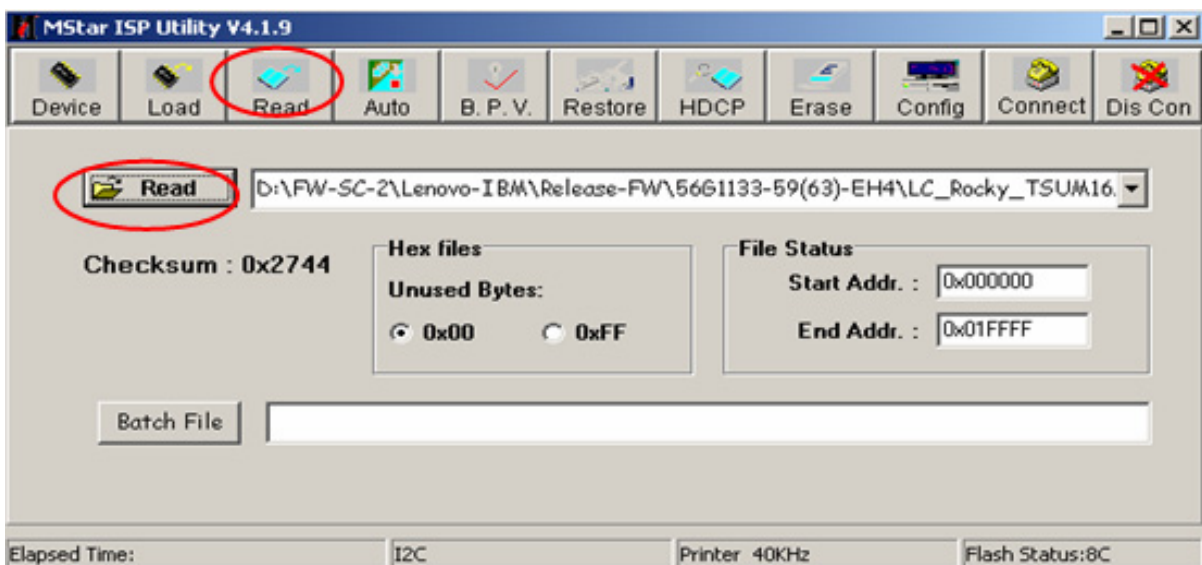 MStar ISP Utility V4.1.9
Device Load Read Auto B. P. V. Restore HDCP Erase Config Connect Dis Con
Read D:\FW-SC-2\Lenovo-IBM\Release-FW\56G1133-59(63)-EH4\LC_Rocky_TSUM16.
Checksum : 0x2744
Hex files
Unused Bytes:
0x00 0xFF
File Status
Start Addr. : 0x000000
End Addr. : 0x01FFFF
Batch File
Elapsed Time: I2C Printer 40KHz Flash Status:8C